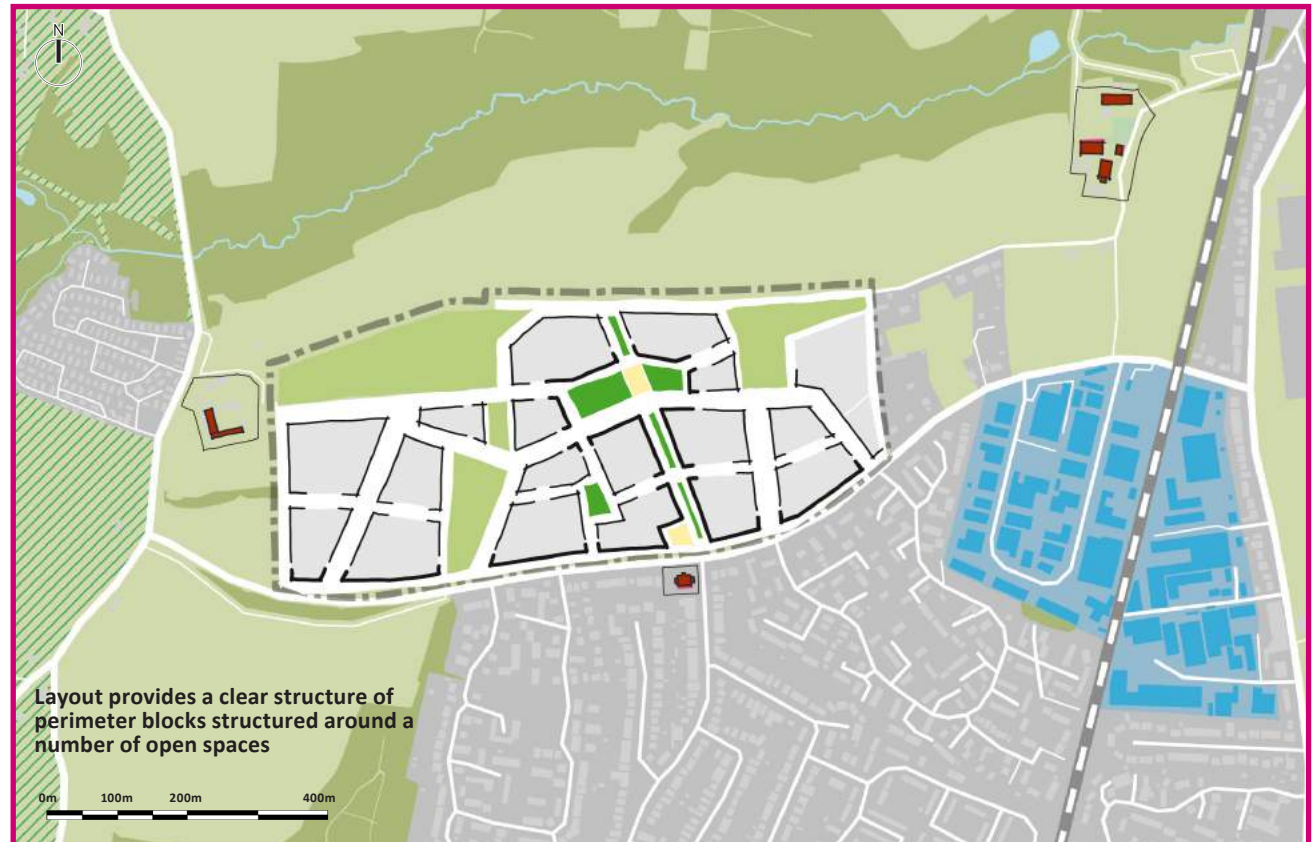 N
Layout provides a clear structure of
perimeter blocks structured around a
number of open spaces
0m 100m 200m 400m